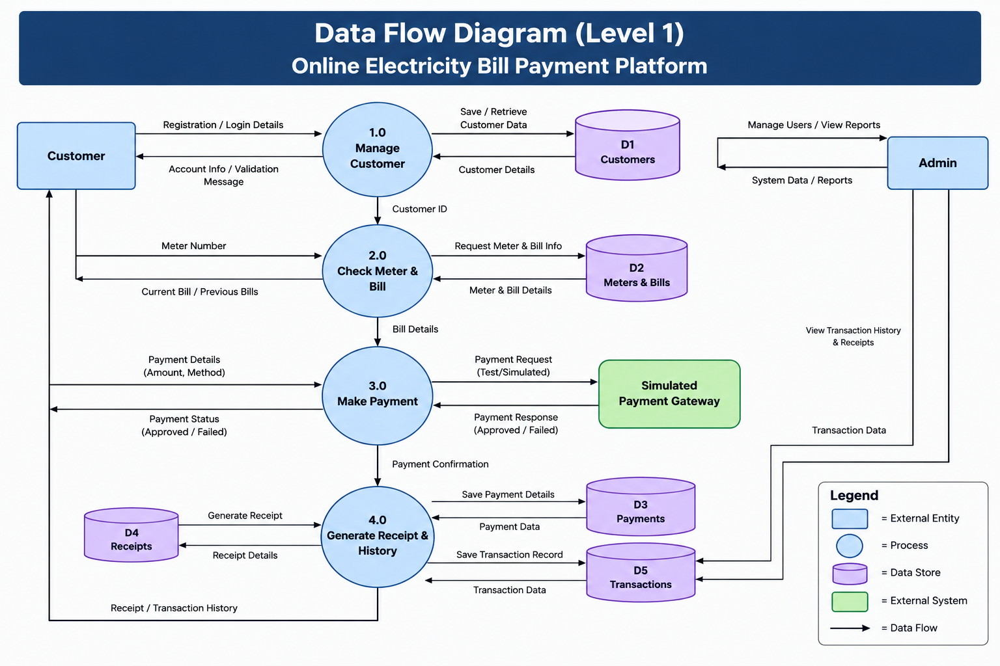 Data Flow Diagram (Level 1)
Online Electricity Bill Payment Platform
Customer
Registration / Login Details
Account Info / Validation
Message
1.0
Manage
Customer
Save / Retrieve
Customer Data
Customer Details
D1
Customers
Manage Users / View Reports
System Data / Reports
Admin
Customer ID
Meter Number
Current Bill / Previous Bills
2.0
Check Meter &
Bill
Request Meter & Bill Info
Meter & Bill Details
D2
Meters & Bills
Bill Details
View Transaction History
& Receipts
Payment Details
(Amount, Method)
Payment Status
(Approved / Failed)
3.0
Make Payment
Payment Request
(Test/Simulated)
Payment Response
(Approved / Failed)
Simulated
Payment Gateway
Transaction Data
Payment Confirmation
D4
Receipts
Generate Receipt
Receipt Details
4.0
Generate Receipt &
History
Save Payment Details
Payment Data
D3
Payments
Save Transaction Record
Transaction Data
D5
Transactions
Receipt / Transaction History
Legend
= External Entity
= Process
= Data Store
= External System
= Data Flow